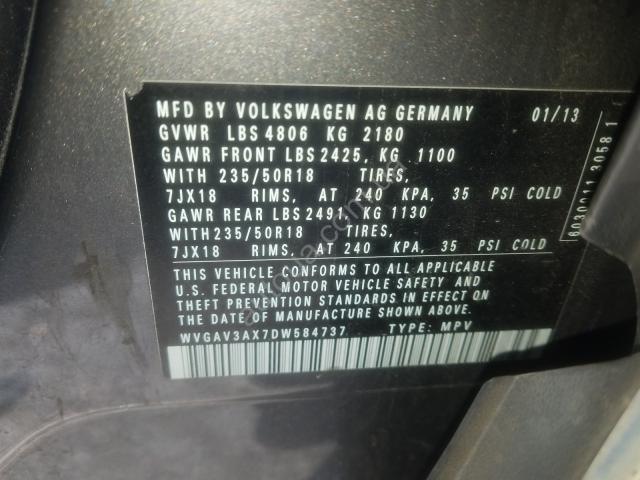 MFD BY VOLKSWAGEN AG GERMANY 01/13
GVWR LBS 4806 KG 2180
GAWR FRONT LBS 2425, KG 1100
WITH 235/50R18 TIRES,
7JX18 RIMS, AT 240 KPA, 35 PSI COLD
GAWR REAR LBS 2491, KG 1130
WITH 235/50R18 TIRES,
7JX18 RIMS, AT 240 KPA, 35 PSI COLD
THIS VEHICLE CONFORMS TO ALL APPLICABLE
U.S. FEDERAL MOTOR VEHICLE SAFETY AND
THEFT PREVENTION STANDARDS IN EFFECT ON
THE DATE OF MANUFACTURE SHOWN ABOVE.
WVGAV3AX7DW584737 TYPE: MPV